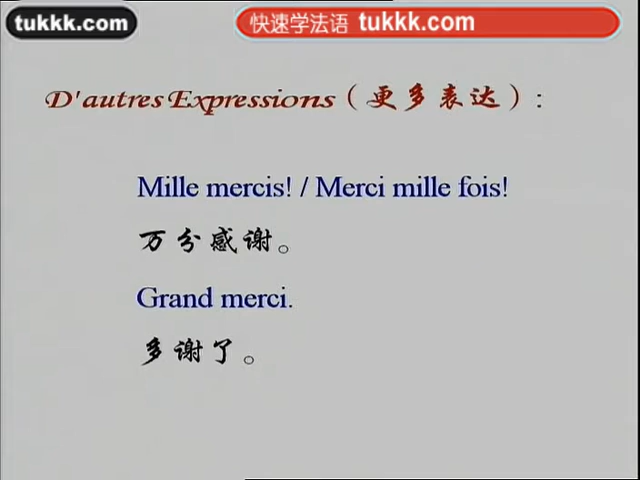 tukkk.com
快速学法语 tukkk.com
D'autres Expressions（更多表达）:
Mille mercis! / Merci mille fois!
万分感谢。
Grand merci.
多谢了。